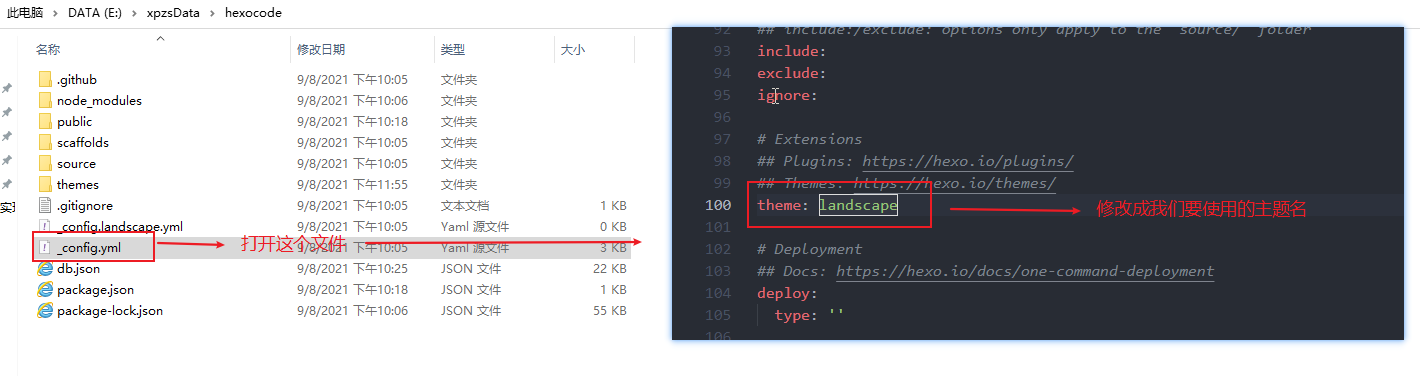 此电脑 > DATA (E:) > xpzsData > hexocode
名称 修改日期 类型 大小
.github 9/8/2021 下午10:05 文件夹
node_modules 9/8/2021 下午10:06 文件夹
public 9/8/2021 下午10:18 文件夹
scaffolds 9/8/2021 下午10:05 文件夹
source 9/8/2021 下午10:05 文件夹
themes 9/8/2021 下午11:55 文件夹
.gitignore 9/8/2021 下午10:05 文本文档 1 KB
_config.landscape.yml 9/8/2021 下午10:05 Yaml 源文件 0 KB
_config.yml 9/8/2021 下午10:05 Yaml 源文件 3 KB
打开这个文件
db.json 9/8/2021 下午10:25 JSON 文件 22 KB
package.json 9/8/2021 下午10:18 JSON 文件 1 KB
package-lock.json 9/8/2021 下午10:06 JSON 文件 55 KB
92 ## include:/exclude: options only apply to the 'source/' folder
93 include:
94 exclude:
95 ignore:
96
97 # Extensions
98 ## Plugins: https://hexo.io/plugins/
99 ## Themes: https://hexo.io/themes/
100 theme: landscape
修改成我们要使用的主题名
101
102 # Deployment
103 ## Docs: https://hexo.io/docs/one-command-deployment
104 deploy:
105 type: ''
106